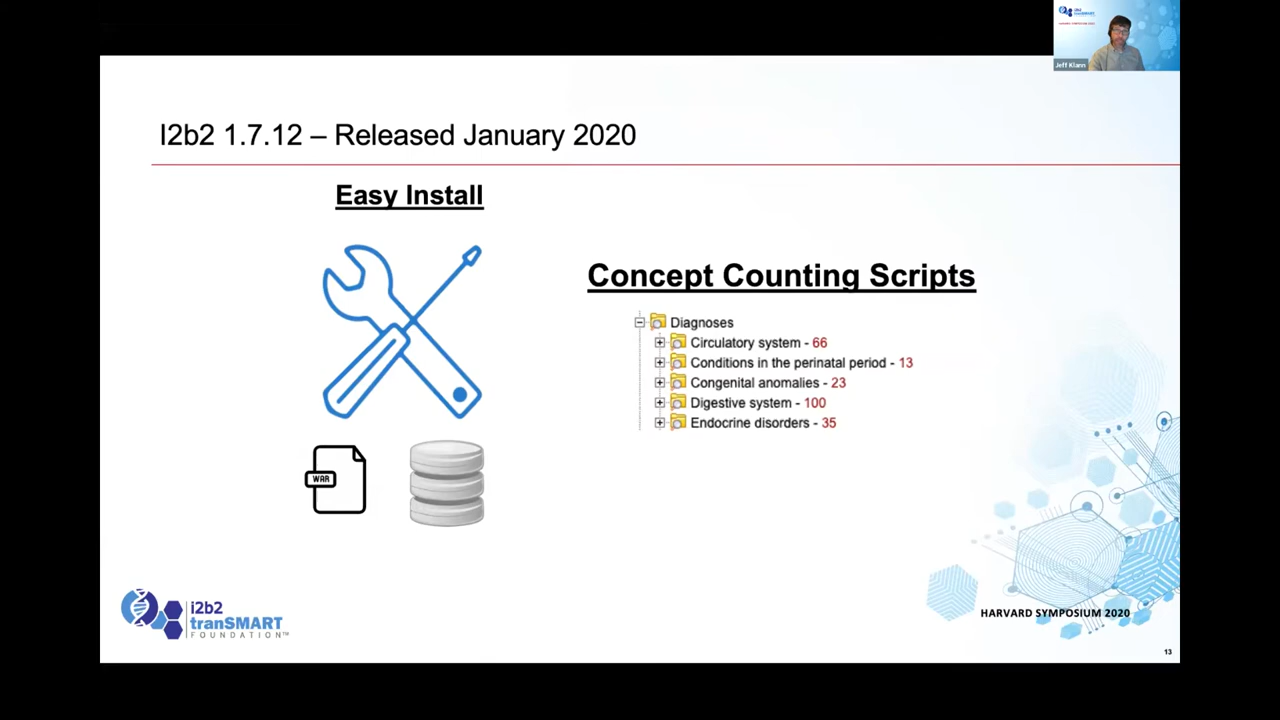 I2b2 1.7.12 – Released January 2020
Easy Install
WAR
Concept Counting Scripts
Diagnoses
Circulatory system - 66
Conditions in the perinatal period - 13
Congenital anomalies - 23
Digestive system - 100
Endocrine disorders - 35
i2b2
tranSMART
FOUNDATION™
HARVARD SYMPOSIUM 2020
13
Jeff Klann